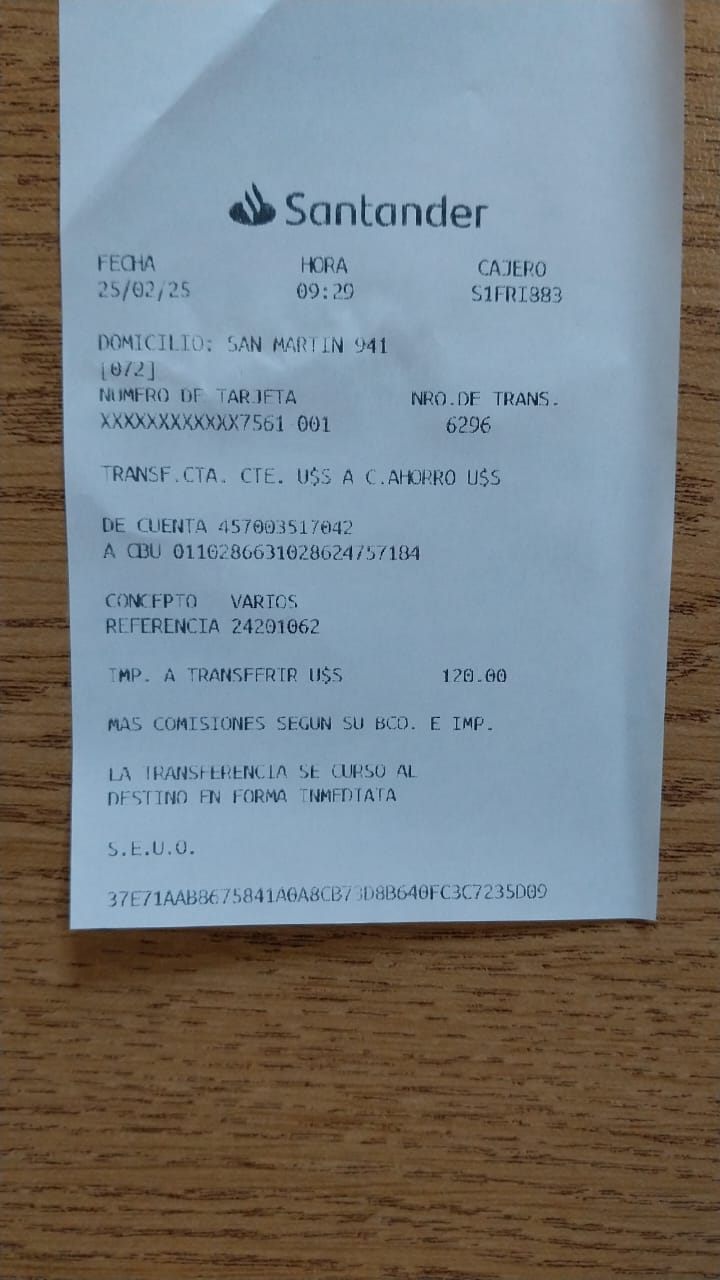 Santander
FECHA HORA CAJERO
25/02/25 09:29 S1FRI883
DOMICILIO: SAN MARTIN 941
[072]
NUMERO DE TARJETA NRO.DE TRANS.
XXXXXXXXXXXX7561 001 6296
TRANSF.CTA. CTE. U$S A C.AHORRO U$S
DE CUENTA 457003517042
A CBU 0110286631028624757184
CONCEPTO VARIOS
REFERENCIA 24201062
IMP. A TRANSFERIR U$S 120.00
MAS COMISIONES SEGUN SU BCO. E IMP.
LA TRANSFERENCIA SE CURSO AL
DESTINO EN FORMA INMEDIATA
S.E.U.O.
37E71AAB8675841A0A8CB73D8B640FC3C7235D09